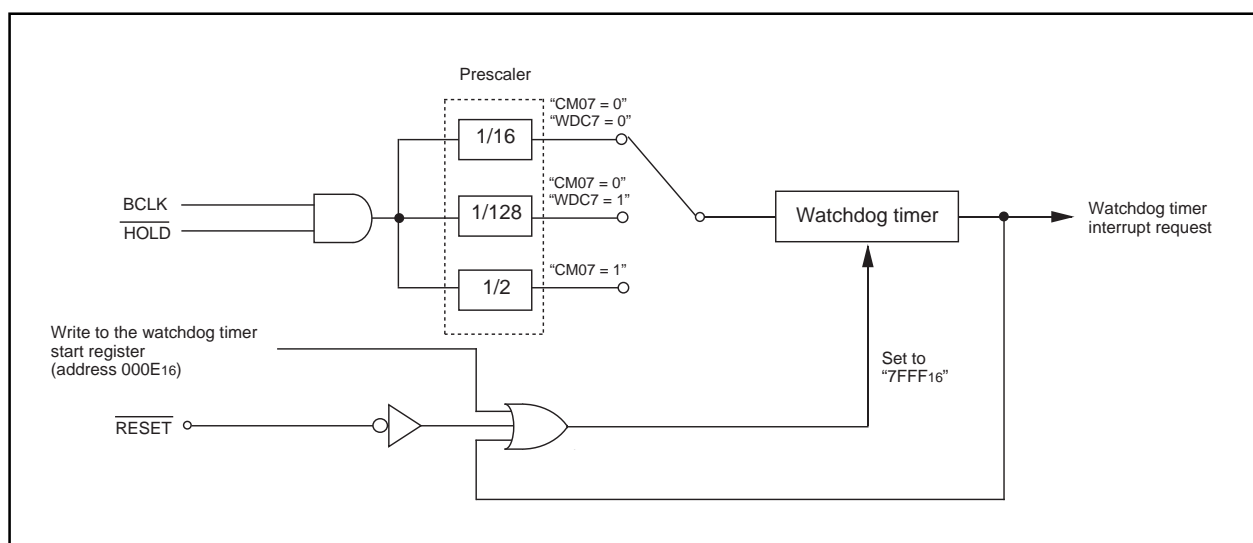 Prescaler
“CM07 = 0”
“WDC7 = 0”
1/16
BCLK
HOLD
“CM07 = 0”
“WDC7 = 1”
1/128
Watchdog timer
Watchdog timer
interrupt request
“CM07 = 1”
1/2
Write to the watchdog timer
start register
(address 000E16)
Set to
“7FFF16”
RESET